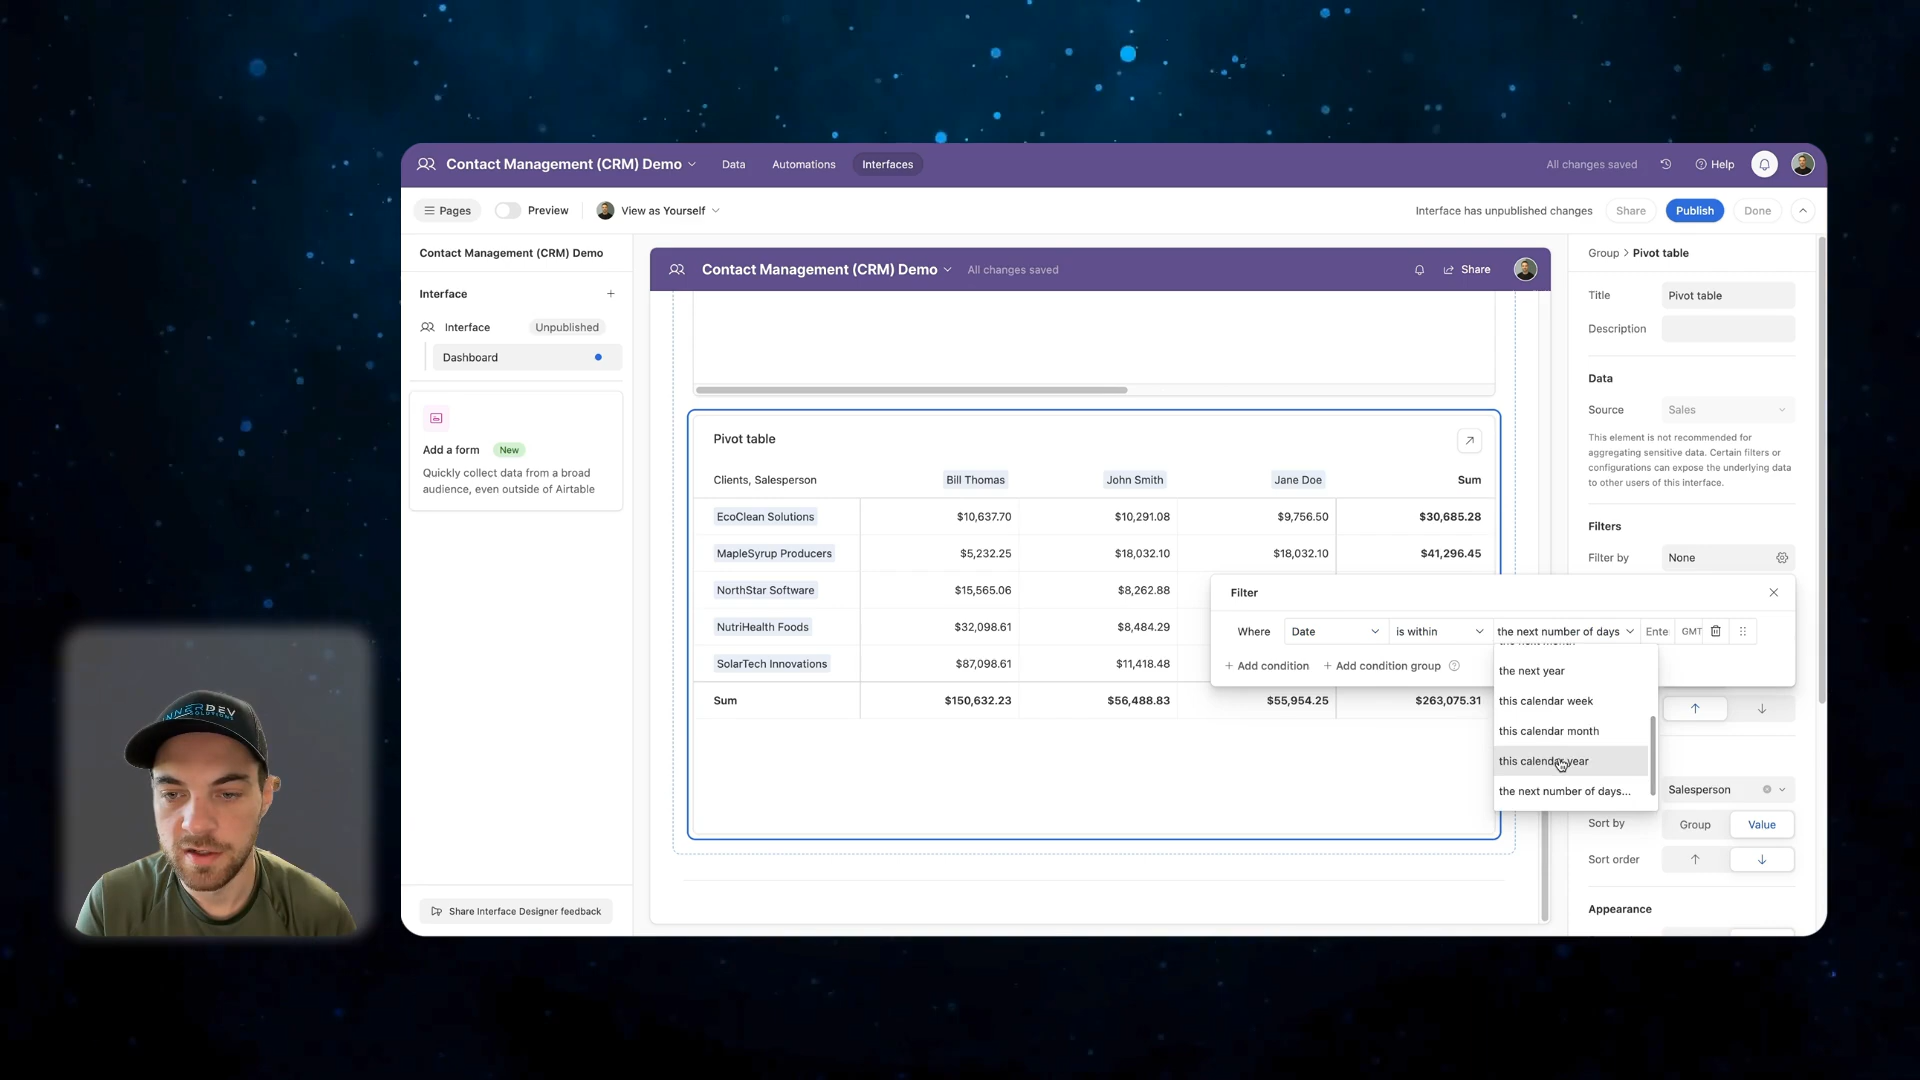 Contact Management (CRM) Demo
Data
Automations
Interfaces
All changes saved
Help
Pages
Preview
View as Yourself
Interface has unpublished changes
Share
Publish
Done
Contact Management (CRM) Demo
Interface
Interface
Unpublished
Dashboard
Add a form
New
Quickly collect data from a broad
audience, even outside of Airtable
Share Interface Designer feedback
Contact Management (CRM) Demo
All changes saved
Share
Pivot table
Clients, Salesperson Bill Thomas John Smith Jane Doe Sum
EcoClean Solutions $10,637.70 $10,291.08 $9,756.50 $30,685.28
MapleSyrup Producers $5,232.25 $18,032.10 $18,032.10 $41,296.45
NorthStar Software $15,565.06 $8,262.88
NutriHealth Foods $32,098.61 $8,484.29
SolarTech Innovations $87,098.61 $11,418.48
Sum $150,632.23 $56,488.83 $55,954.25 $263,075.31
Filter
Where Date is within the next number of days Ente GMT
Add condition
Add condition group
the next month
the next year
this calendar week
this calendar month
this calendar year
the next number of days...
Group > Pivot table
Title Pivot table
Description
Data
Source Sales
This element is not recommended for
aggregating sensitive data. Certain filters or
configurations can expose the underlying data
to other users of this interface.
Filters
Filter by None
Salesperson
Sort by Group Value
Sort order
Appearance
INNERDEV
SOLUTIONS